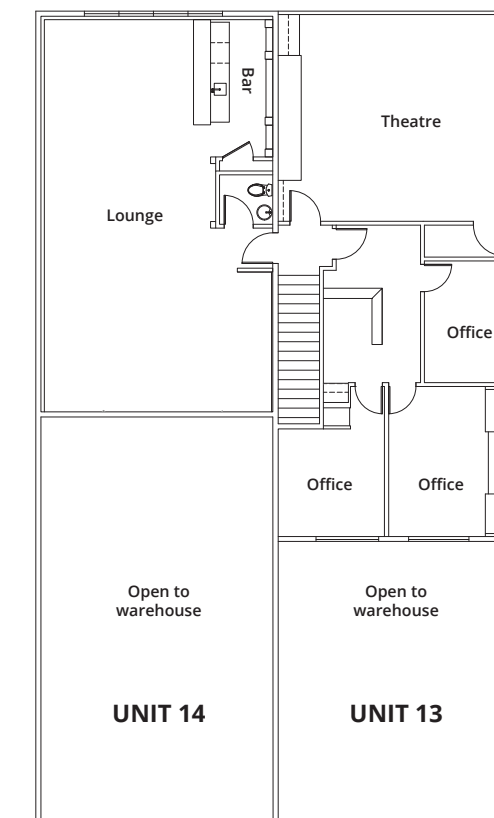 Bar
Theatre
Lounge
Office
Office
Office
Open to
warehouse
Open to
warehouse
UNIT 14
UNIT 13